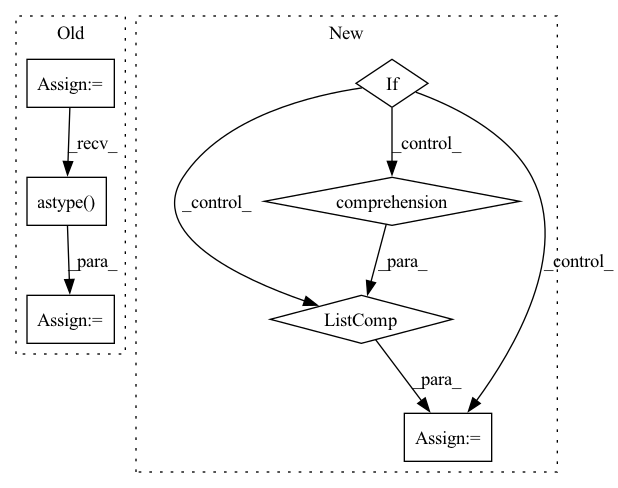 Old
New
Assign:=
If
_recv_
_control_
astype()
_control_
comprehension
_para_
_para_
_control_
Assign:=
ListComp
_para_
Assign:=